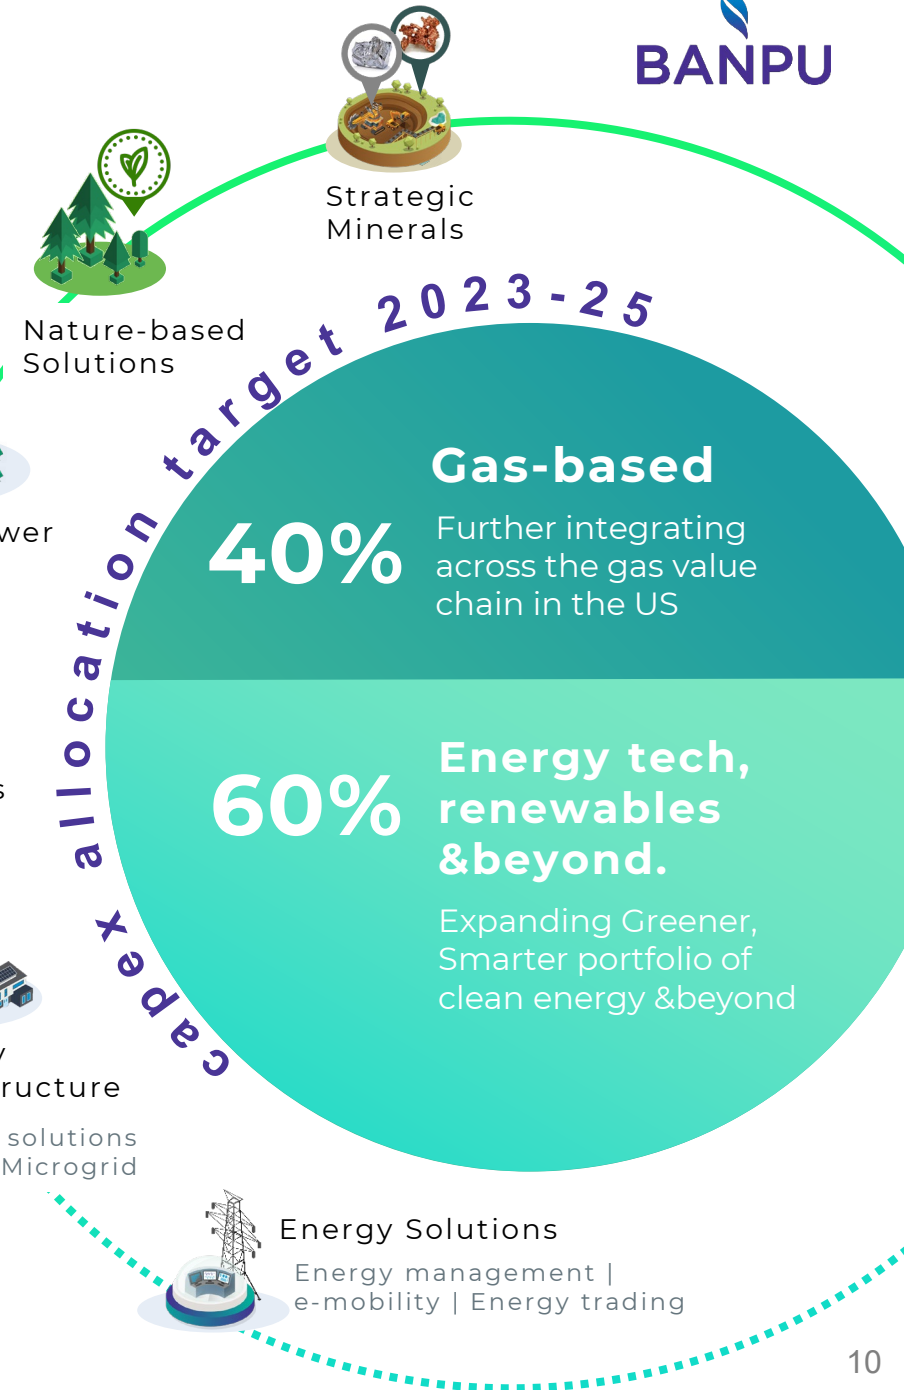 BANPU
Strategic
Minerals
Nature-based
Solutions
capex allocation target 2023-25
Gas-based
40%
Further integrating
across the gas value
chain in the US
60%
Energy tech,
renewables
&beyond.
Expanding Greener,
Smarter portfolio of
clean energy &beyond
solutions
Microgrid
Energy Solutions
Energy management |
e-mobility | Energy trading
10